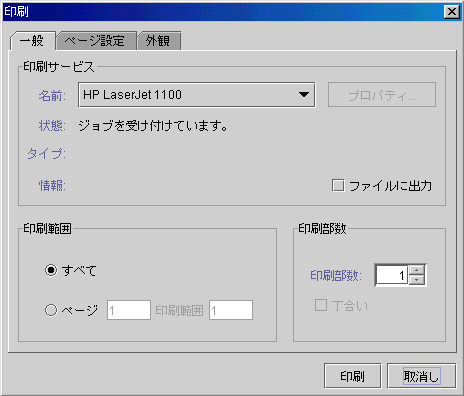 印刷
一般 ページ設定 外観
印刷サービス
名前: HP LaserJet 1100 プロパティ...
状態: ジョブを受け付けています。
タイプ:
情報: ファイルに出力
印刷範囲 印刷部数
すべて
印刷部数: 1
ページ 1 印刷範囲 1
丁合い
印刷 取消し